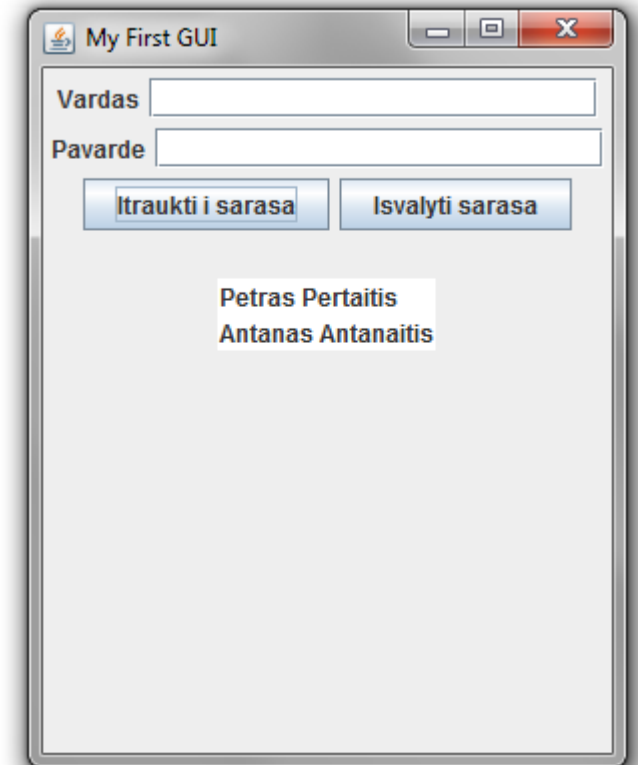 My First GUI
Vardas
Pavarde
Itraukti i sarasa Isvalyti sarasa
Petras Pertaitis
Antanas Antanaitis